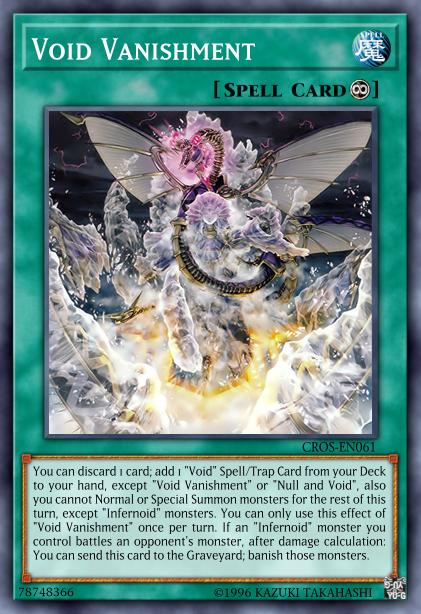 VOID VANISHMENT
SPELL
魔
[SPELL CARD]
CROS-EN061
You can discard 1 card; add 1 "Void" Spell/Trap Card from your Deck
to your hand, except "Void Vanishment" or "Null and Void", also
you cannot Normal or Special Summon monsters for the rest of this
turn, except "Infernoid" monsters. You can only use this effect of
"Void Vanishment" once per turn. If an "Infernoid" monster you
control battles an opponent's monster, after damage calculation:
You can send this card to the Graveyard; banish those monsters.
78748366 ©1996 KAZUKI TAKAHASHI